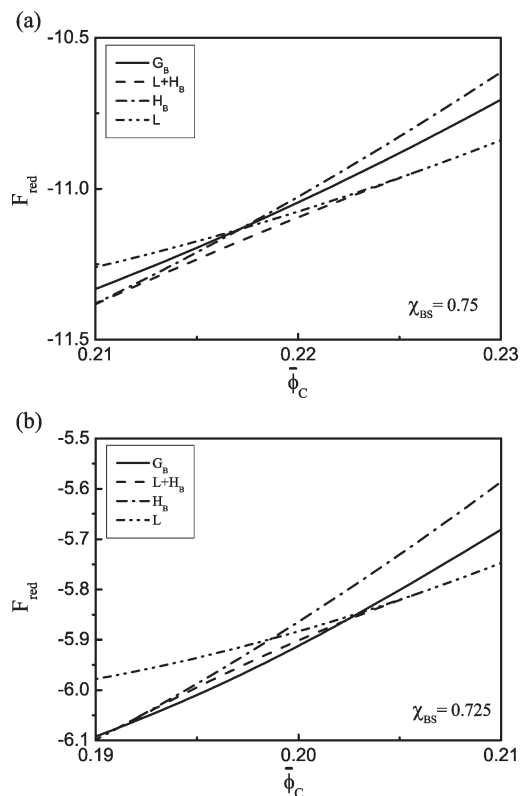 (a)
-10.5
G_B
L+H_B
H_B
L
-11.0
F_red
χ_BS = 0.75
-11.5
0.21
0.22
0.23
ϕ̄_C
(b)
-5.5
G_B
L+H_B
H_B
L
-5.6
-5.7
-5.8
F_red
-5.9
-6.0
χ_BS = 0.725
-6.1
0.19
0.20
0.21
ϕ̄_C